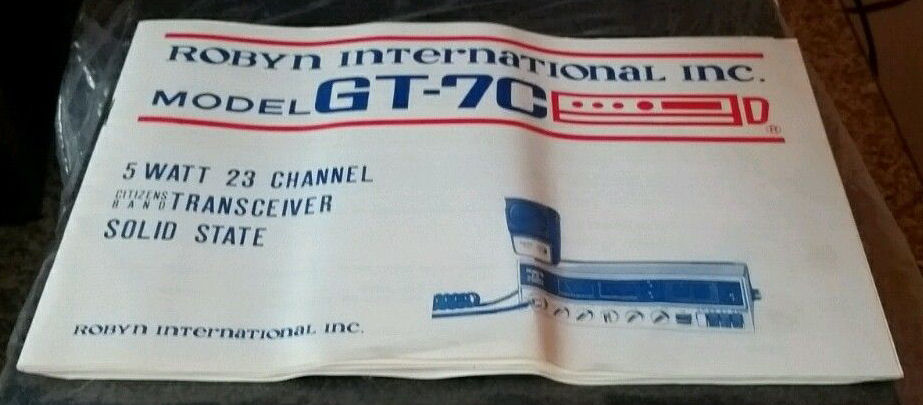 ROBYN INTERNATIONAL INC.
MODEL GT-7C D®
5 WATT 23 CHANNEL
CITIZENS BAND TRANSCEIVER
SOLID STATE
ROBYN INTERNATIONAL INC.